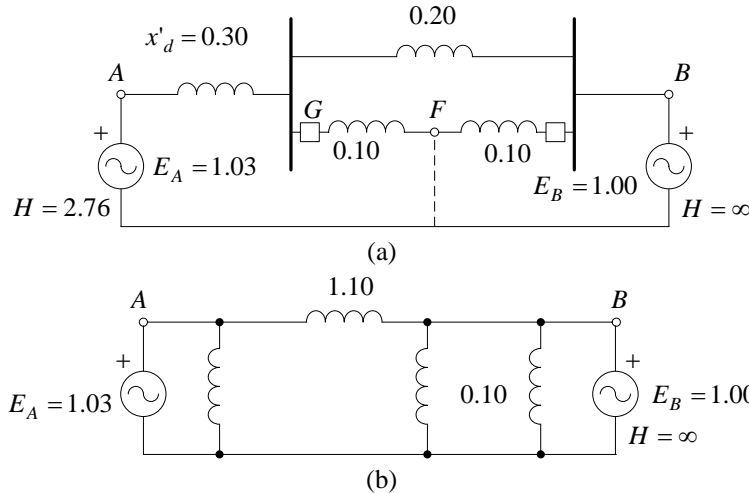 0.20
x'd = 0.30
A
B
G
F
+
+
0.10
0.10
E_A = 1.03
E_B = 1.00
H = 2.76
H = ∞
(a)
1.10
A
B
+
+
E_A = 1.03
0.10
E_B = 1.00
H = ∞
(b)